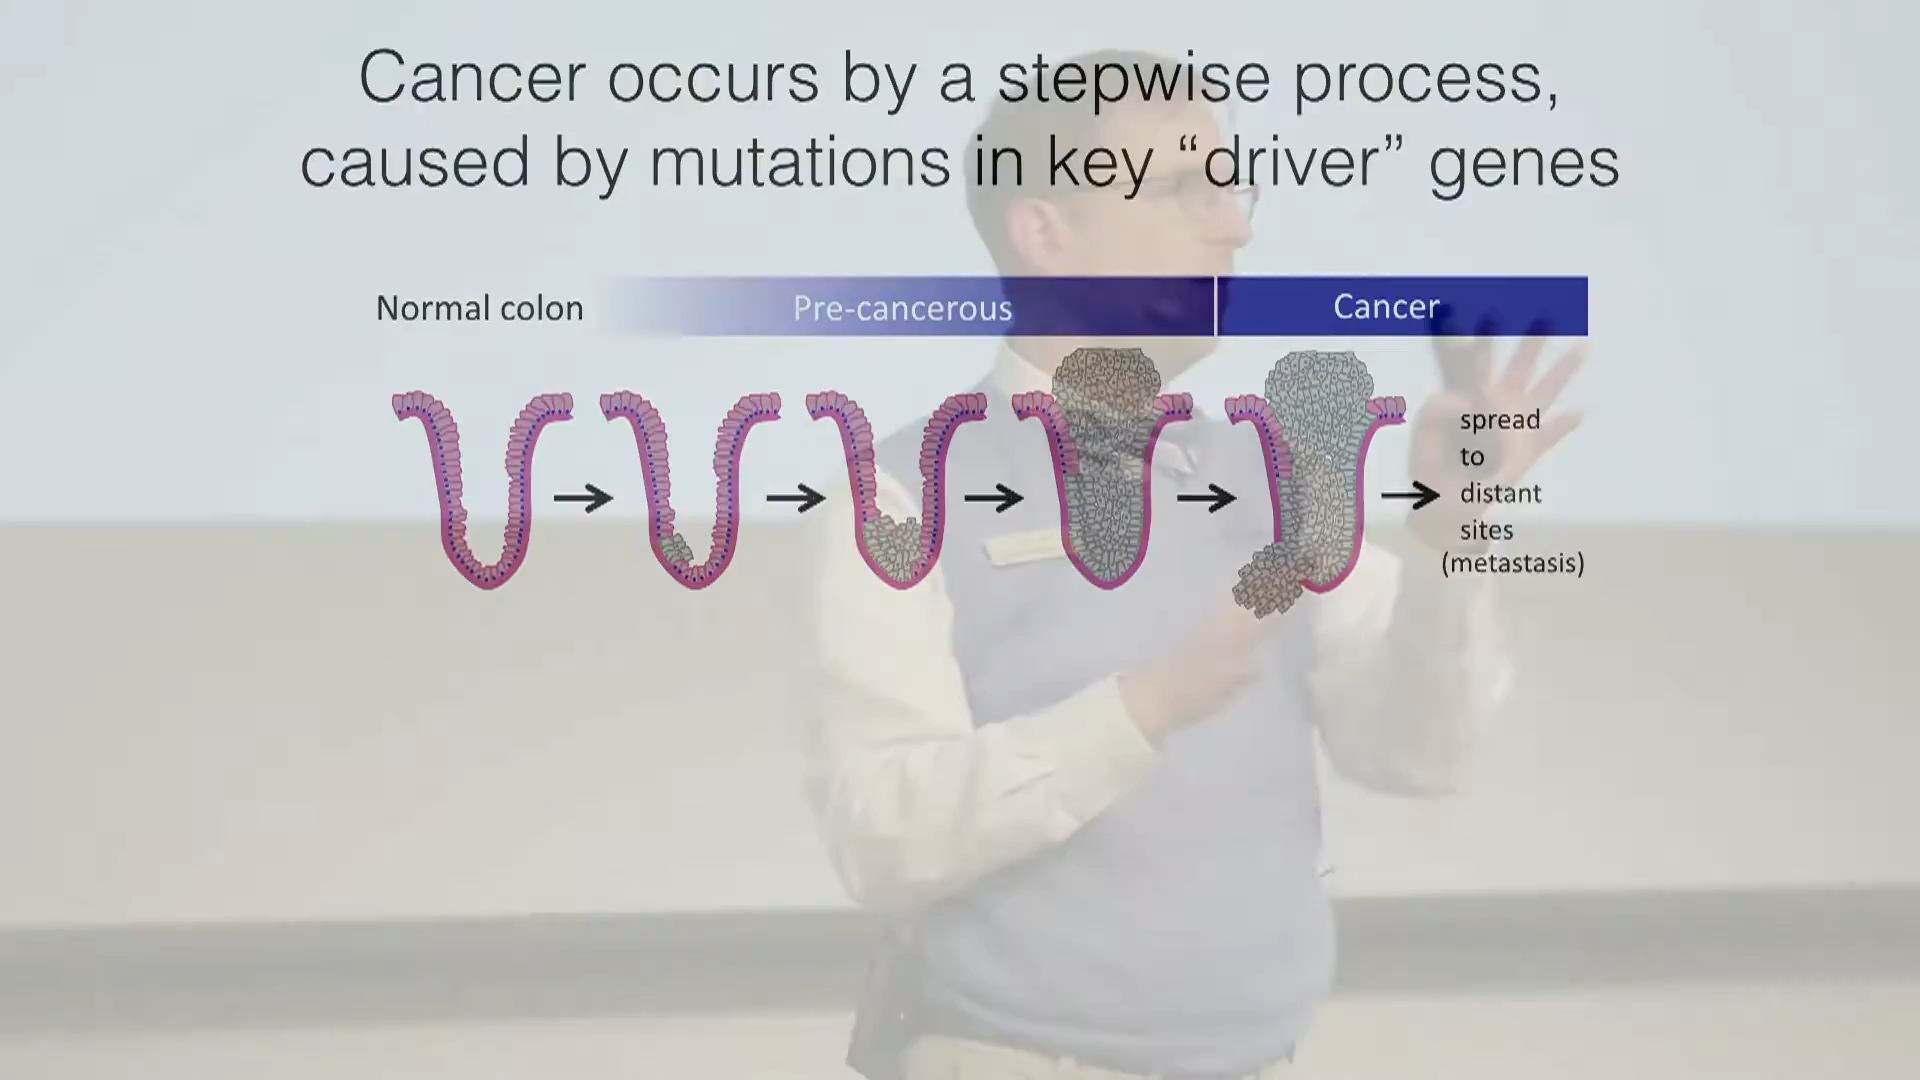 Cancer occurs by a stepwise process,
caused by mutations in key “driver” genes
Normal colon
Pre-cancerous
Cancer
spread
to
distant
sites
(metastasis)